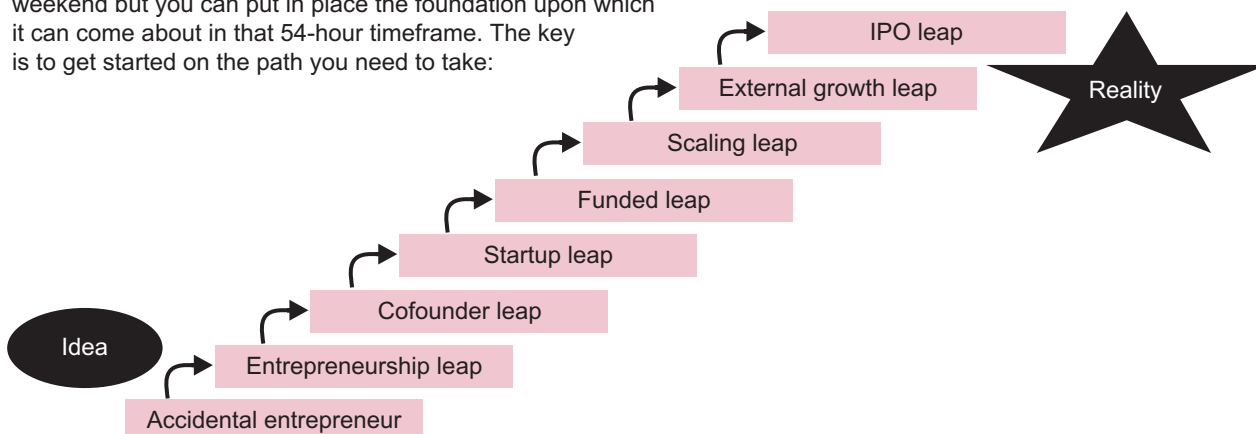 weekend but you can put in place the foundation upon which
it can come about in that 54-hour timeframe. The key
is to get started on the path you need to take:
IPO leap
External growth leap
Reality
Scaling leap
Funded leap
Startup leap
Cofounder leap
Idea
Entrepreneurship leap
Accidental entrepreneur